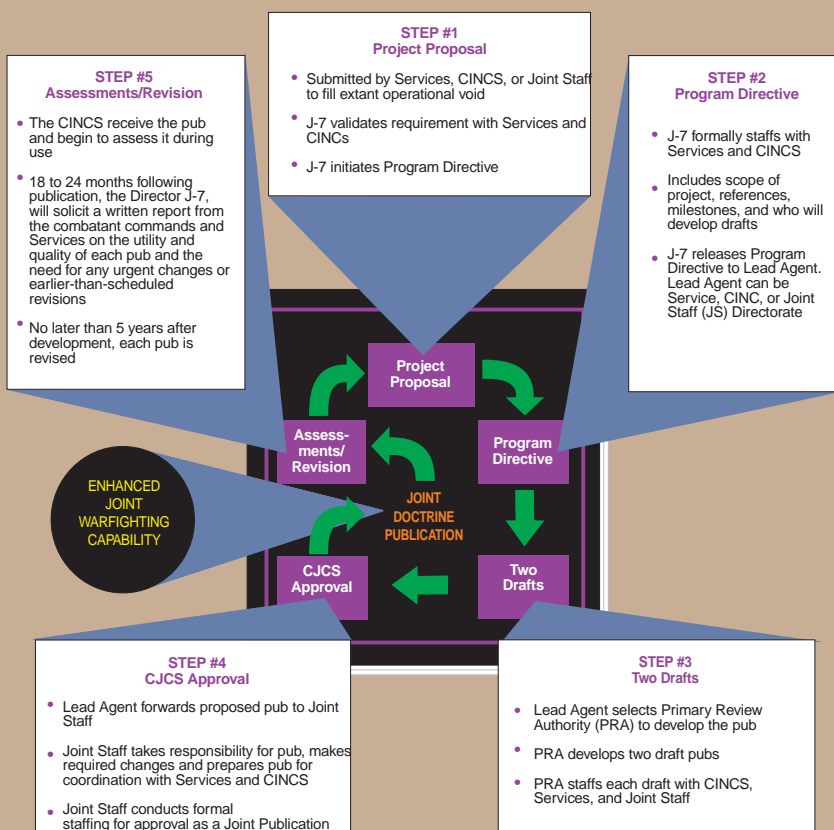 STEP #1
Project Proposal
• Submitted by Services, CINCS, or Joint Staff
to fill extant operational void
• J-7 validates requirement with Services and
CINCs
• J-7 initiates Program Directive
STEP #5
Assessments/Revision
• The CINCS receive the pub
and begin to assess it during
use
• 18 to 24 months following
publication, the Director J-7,
will solicit a written report from
the combatant commands and
Services on the utility and
quality of each pub and the
need for any urgent changes or
earlier-than-scheduled
revisions
• No later than 5 years after
development, each pub is
revised
STEP #2
Program Directive
• J-7 formally staffs with
Services and CINCS
• Includes scope of
project, references,
milestones, and who will
develop drafts
• J-7 releases Program
Directive to Lead Agent.
Lead Agent can be
Service, CINC, or Joint
Staff (JS) Directorate
Project
Proposal
Assess-
ments/
Revision
Program
Directive
ENHANCED
JOINT
WARFIGHTING
CAPABILITY
JOINT
DOCTRINE
PUBLICATION
CJCS
Approval
Two
Drafts
STEP #4
CJCS Approval
• Lead Agent forwards proposed pub to Joint
Staff
• Joint Staff takes responsibility for pub, makes
required changes and prepares pub for
coordination with Services and CINCS
• Joint Staff conducts formal
staffing for approval as a Joint Publication
STEP #3
Two Drafts
• Lead Agent selects Primary Review
Authority (PRA) to develop the pub
• PRA develops two draft pubs
• PRA staffs each draft with CINCS,
Services, and Joint Staff